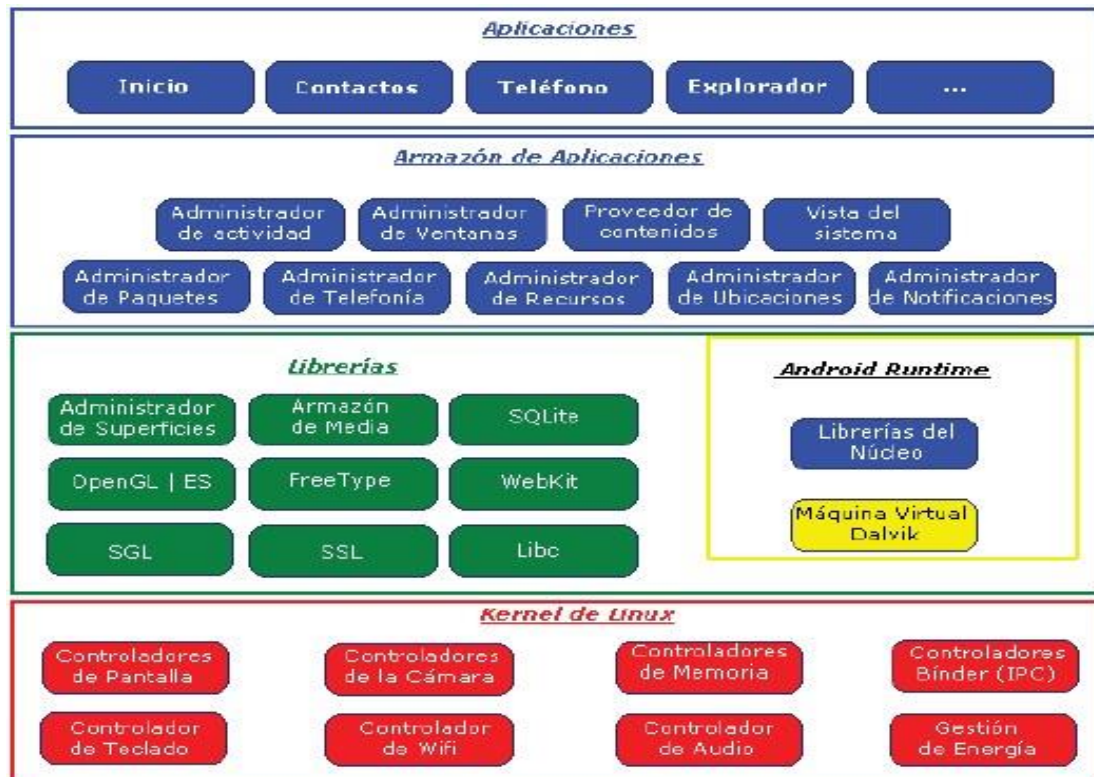 Aplicaciones
Inicio
Contactos
Teléfono
Explorador
...
Armazón de Aplicaciones
Administrador
de actividad
Administrador
de Ventanas
Proveedor de
contenidos
Vista del
sistema
Administrador
de Paquetes
Administrador
de Telefonía
Administrador
de Recursos
Administrador
de Ubicaciones
Administrador
de Notificaciones
Librerías
Administrador
de Superficies
Armazón
de Media
SQLite
OpenGL | ES
FreeType
WebKit
SGL
SSL
Libc
Android Runtime
Librerías del
Núcleo
Máquina Virtual
Dalvik
Kernel de Linux
Controladores
de Pantalla
Controladores
de la Cámara
Controladores
de Memoria
Controladores
Bínder (IPC)
Controlador
de Teclado
Controlador
de Wifi
Controlador
de Audio
Gestión
de Energía